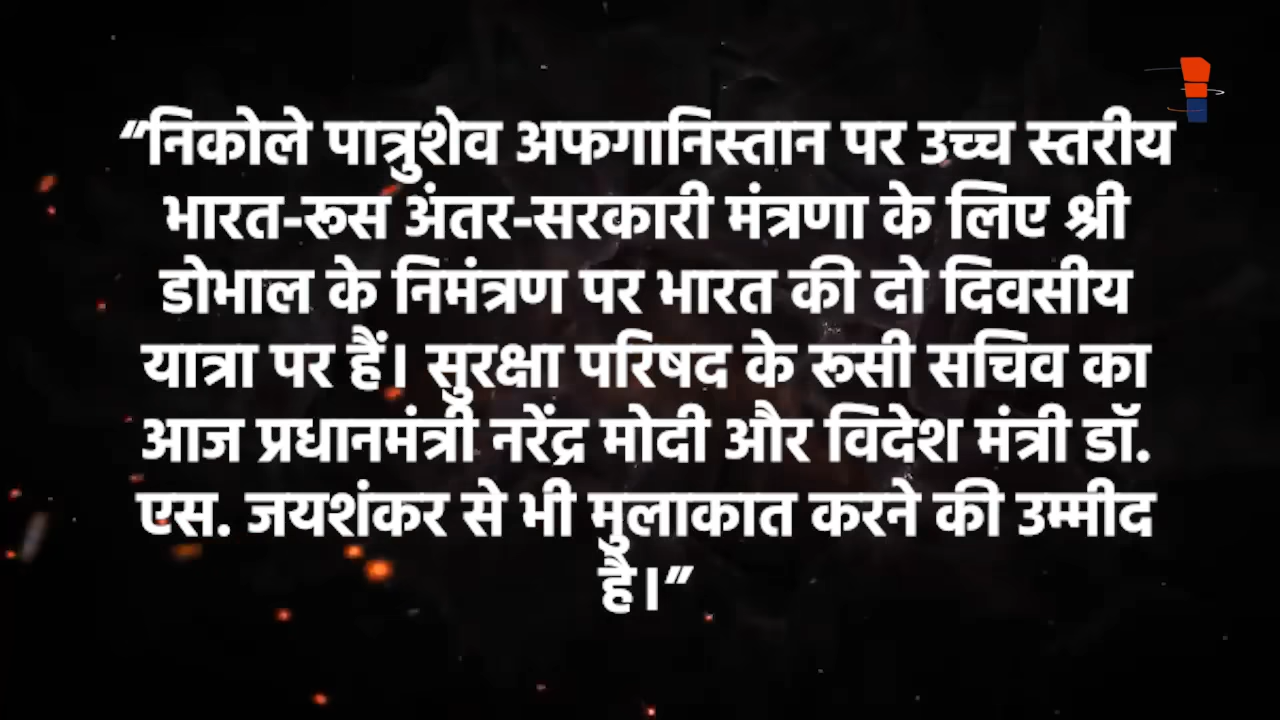 “निकोले पात्रुशेव अफगानिस्तान पर उच्च स्तरीय
भारत-रूस अंतर-सरकारी मंत्रणा के लिए श्री
डोभाल के निमंत्रण पर भारत की दो दिवसीय
यात्रा पर हैं। सुरक्षा परिषद के रूसी सचिव का
आज प्रधानमंत्री नरेंद्र मोदी और विदेश मंत्री डॉ.
एस. जयशंकर से भी मुलाकात करने की उम्मीद
है।”